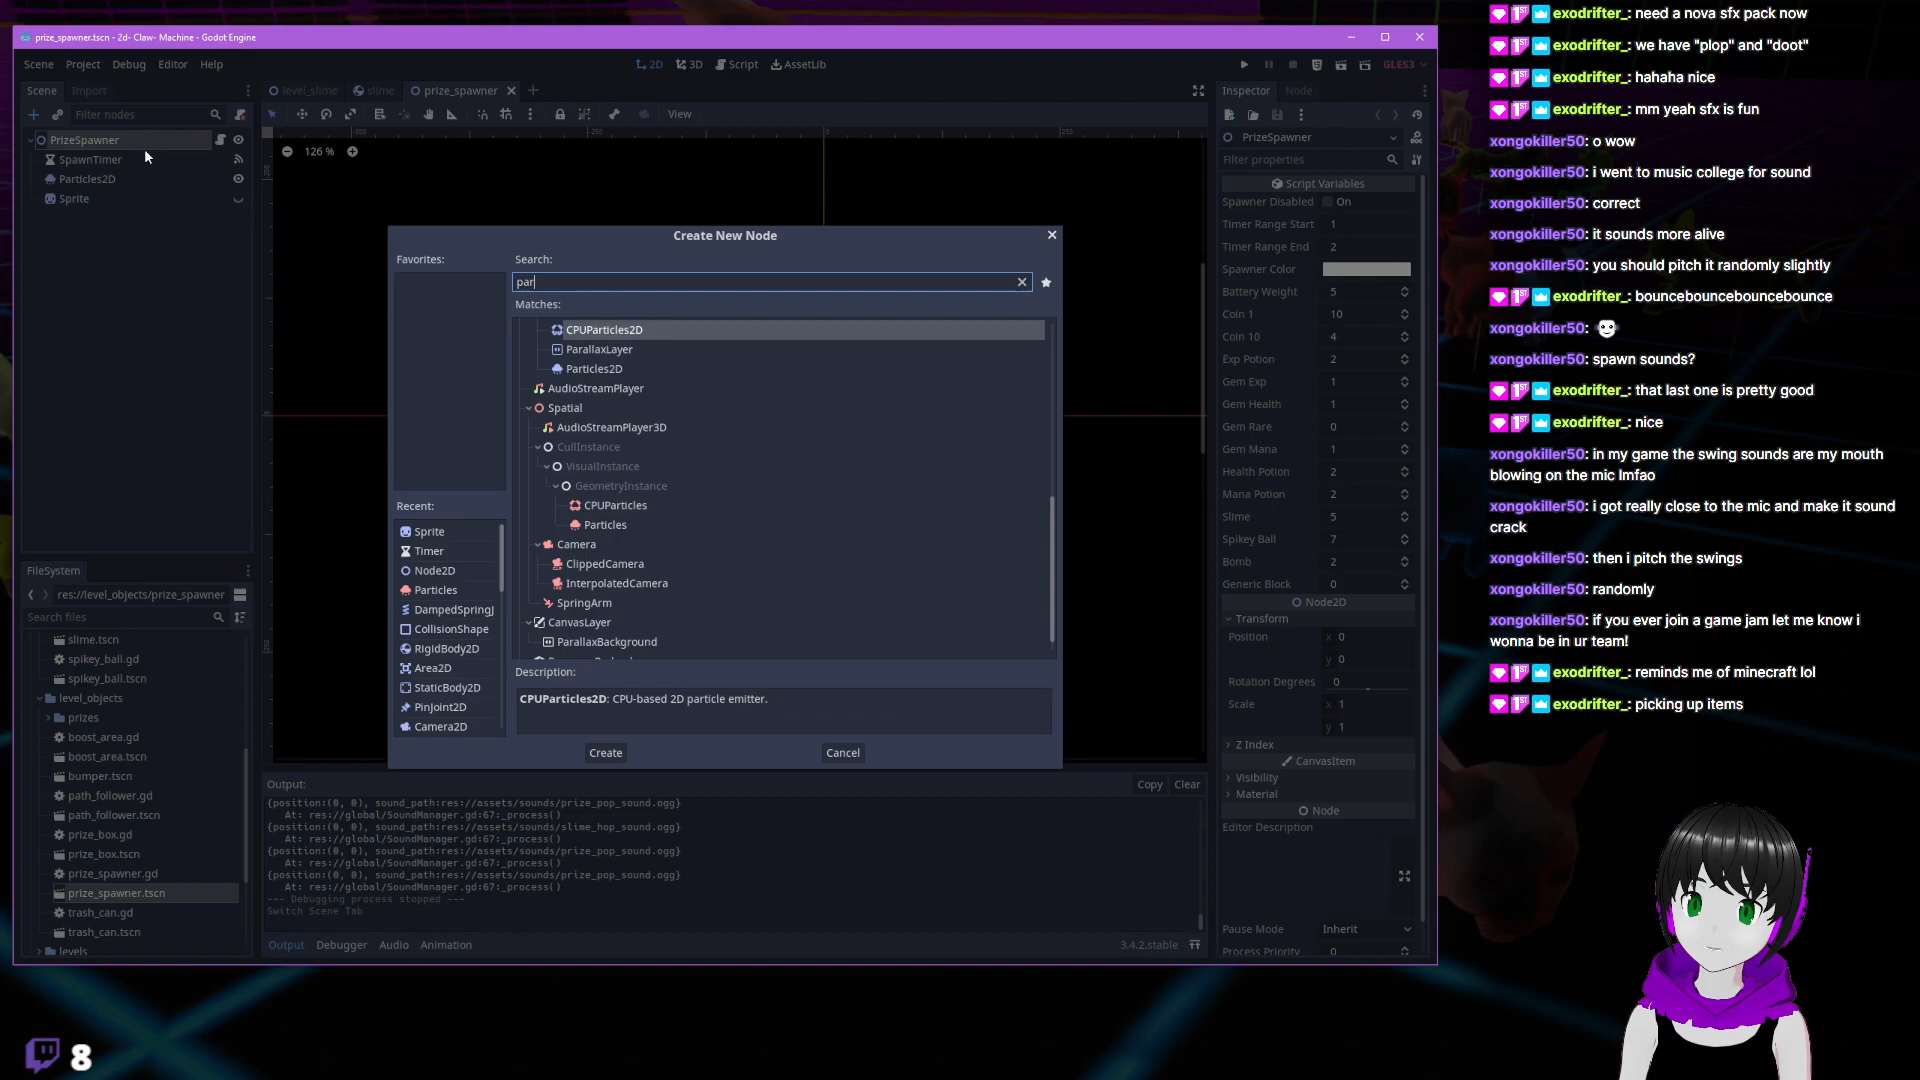 prize_spawner.tscn - 2d- Claw- Machine - Godot Engine
Scene Project Debug Editor Help
2D 3D Script AssetLib
GLES3
Scene Import
level_slime slime prize_spawner
Inspector Node
Filter nodes
View
PrizeSpawner
SpawnTimer
Particles2D
Sprite
-500 -250 0 250
126 %
Create New Node
Favorites:
Search:
par
Matches:
CPUParticles2D
ParallaxLayer
Particles2D
AudioStreamPlayer
Spatial
AudioStreamPlayer3D
CullInstance
VisualInstance
GeometryInstance
CPUParticles
Particles
Camera
ClippedCamera
InterpolatedCamera
SpringArm
CanvasLayer
ParallaxBackground
Recent:
Sprite
Timer
Node2D
Particles
DampedSpringJ
CollisionShape
RigidBody2D
Area2D
StaticBody2D
PinJoint2D
Camera2D
Description:
CPUParticles2D: CPU-based 2D particle emitter.
Create Cancel
FileSystem
res://level_objects/prize_spawner
Search files
slime.tscn
spikey_ball.gd
spikey_ball.tscn
level_objects
prizes
boost_area.gd
boost_area.tscn
bumper.tscn
path_follower.gd
path_follower.tscn
prize_box.gd
prize_box.tscn
prize_spawner.gd
prize_spawner.tscn
trash_can.gd
trash_can.tscn
levels
Output: Copy Clear
{position:(0, 0), sound_path:res://assets/sounds/prize_pop_sound.ogg}
At: res://global/SoundManager.gd:67:_process()
{position:(0, 0), sound_path:res://assets/sounds/slime_hop_sound.ogg}
At: res://global/SoundManager.gd:67:_process()
{position:(0, 0), sound_path:res://assets/sounds/prize_pop_sound.ogg}
At: res://global/SoundManager.gd:67:_process()
{position:(0, 0), sound_path:res://assets/sounds/prize_pop_sound.ogg}
At: res://global/SoundManager.gd:67:_process()
--- Debugging process stopped ---
Switch Scene Tab
Output Debugger Audio Animation 3.4.2.stable
PrizeSpawner
Filter properties
Script Variables
Spawner Disabled On
Timer Range Start 1
Timer Range End 2
Spawner Color
Battery Weight 5
Coin 1 10
Coin 10 4
Exp Potion 2
Gem Exp 1
Gem Health 1
Gem Rare 0
Gem Mana 1
Health Potion 2
Mana Potion 2
Slime 5
Spikey Ball 7
Bomb 2
Generic Block 0
Node2D
Transform
Position x 0
y 0
Rotation Degrees 0
Scale x 1
y 1
Z Index
CanvasItem
Visibility
Material
Node
Editor Description
Pause Mode Inherit
Process Priority 0
exodrifter_: need a nova sfx pack now
exodrifter_: we have "plop" and "doot"
exodrifter_: hahaha nice
exodrifter_: mm yeah sfx is fun
xongokiller50: o wow
xongokiller50: i went to music college for sound
xongokiller50: correct
xongokiller50: it sounds more alive
xongokiller50: you should pitch it randomly slightly
exodrifter_: bouncebouncebouncebounce
xongokiller50:
xongokiller50: spawn sounds?
exodrifter_: that last one is pretty good
exodrifter_: nice
xongokiller50: in my game the swing sounds are my mouth
blowing on the mic lmfao
xongokiller50: i got really close to the mic and make it sound
crack
xongokiller50: then i pitch the swings
xongokiller50: randomly
xongokiller50: if you ever join a game jam let me know i
wonna be in ur team!
exodrifter_: reminds me of minecraft lol
exodrifter_: picking up items
8